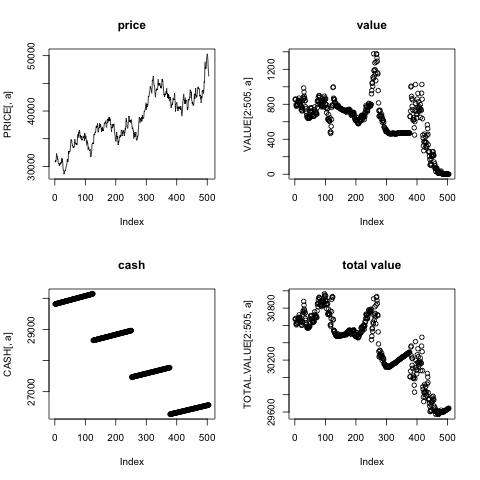 price
PRICE[, a]
30000 40000 50000
0 100 200 300 400 500
Index
value
VALUE[2:505, a]
0 400 800 1200
0 100 200 300 400 500
Index
cash
CASH[, a]
27000 29000
0 100 200 300 400 500
Index
total value
TOTAL.VALUE[2:505, a]
29600 30200 30800
0 100 200 300 400 500
Index